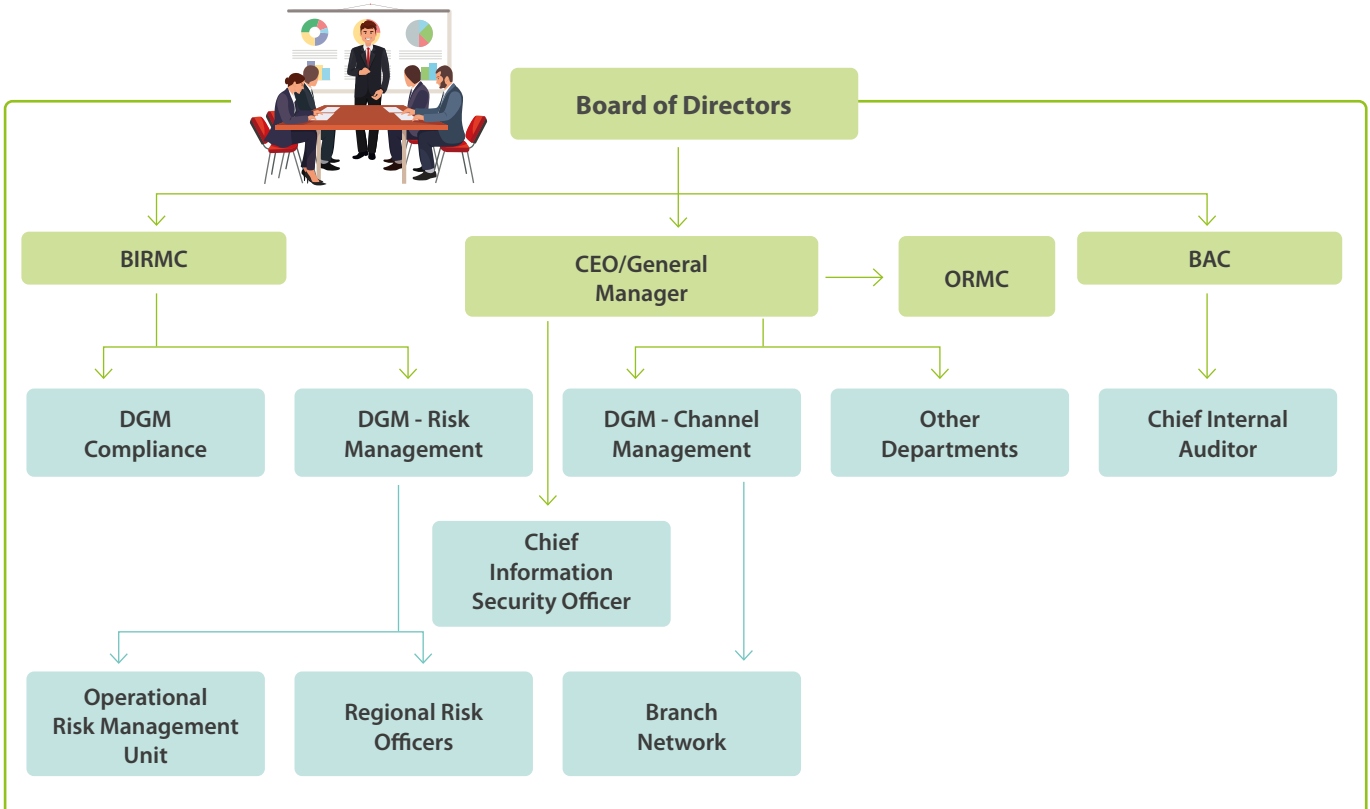 Board of Directors
BIRMC
CEO/General
Manager
ORMC
BAC
DGM
Compliance
DGM - Risk
Management
DGM - Channel
Management
Other
Departments
Chief Internal
Auditor
Chief
Information
Security Officer
Operational
Risk Management
Unit
Regional Risk
Officers
Branch
Network